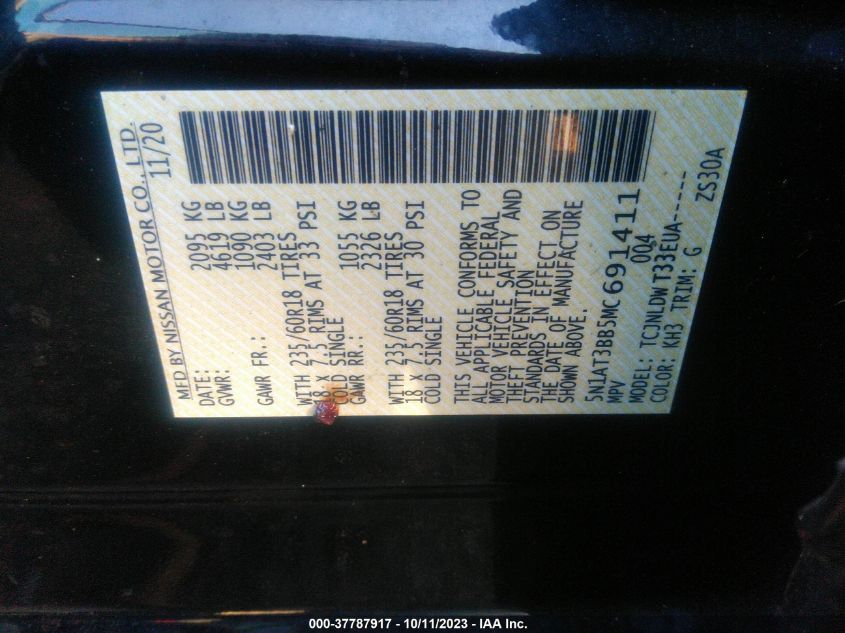 MFD BY NISSAN MOTOR CO., LTD.
DATE: 11/20
GVWR: 2095 KG
4619 LB
GAWR FR.: 1090 KG
2403 LB
WITH 235/60R18 TIRES
18 X 7.5 RIMS AT 33 PSI
COLD SINGLE
GAWR RR.: 1055 KG
2326 LB
WITH 235/60R18 TIRES
18 X 7.5 RIMS AT 30 PSI
COLD SINGLE
THIS VEHICLE CONFORMS TO
ALL APPLICABLE FEDERAL
MOTOR VEHICLE SAFETY AND
THEFT PREVENTION
STANDARDS IN EFFECT ON
THE DATE OF MANUFACTURE
SHOWN ABOVE.
5N1AT3BB5MC691411
MPV 004
MODEL: TCJNLDWT33EUA-----
COLOR: KH3 TRIM: G ZS30A
000-37787917 - 10/11/2023 - IAA Inc.